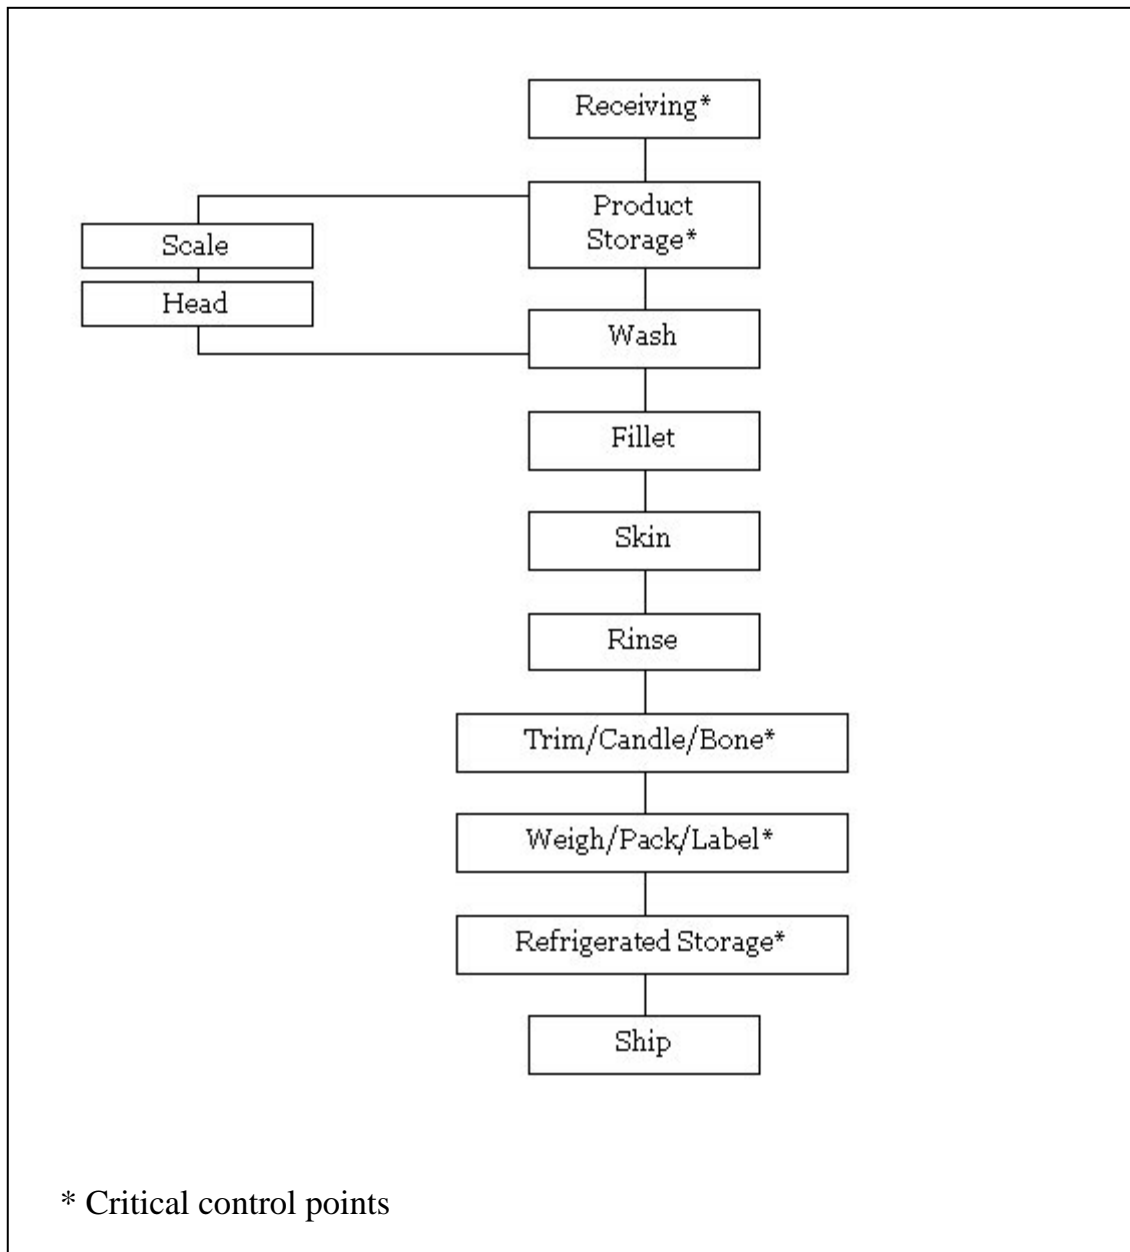 Receiving*
Product
Storage*
Scale
Head
Wash
Fillet
Skin
Rinse
Trim/Candle/Bone*
Weigh/Pack/Label*
Refrigerated Storage*
Ship
* Critical control points